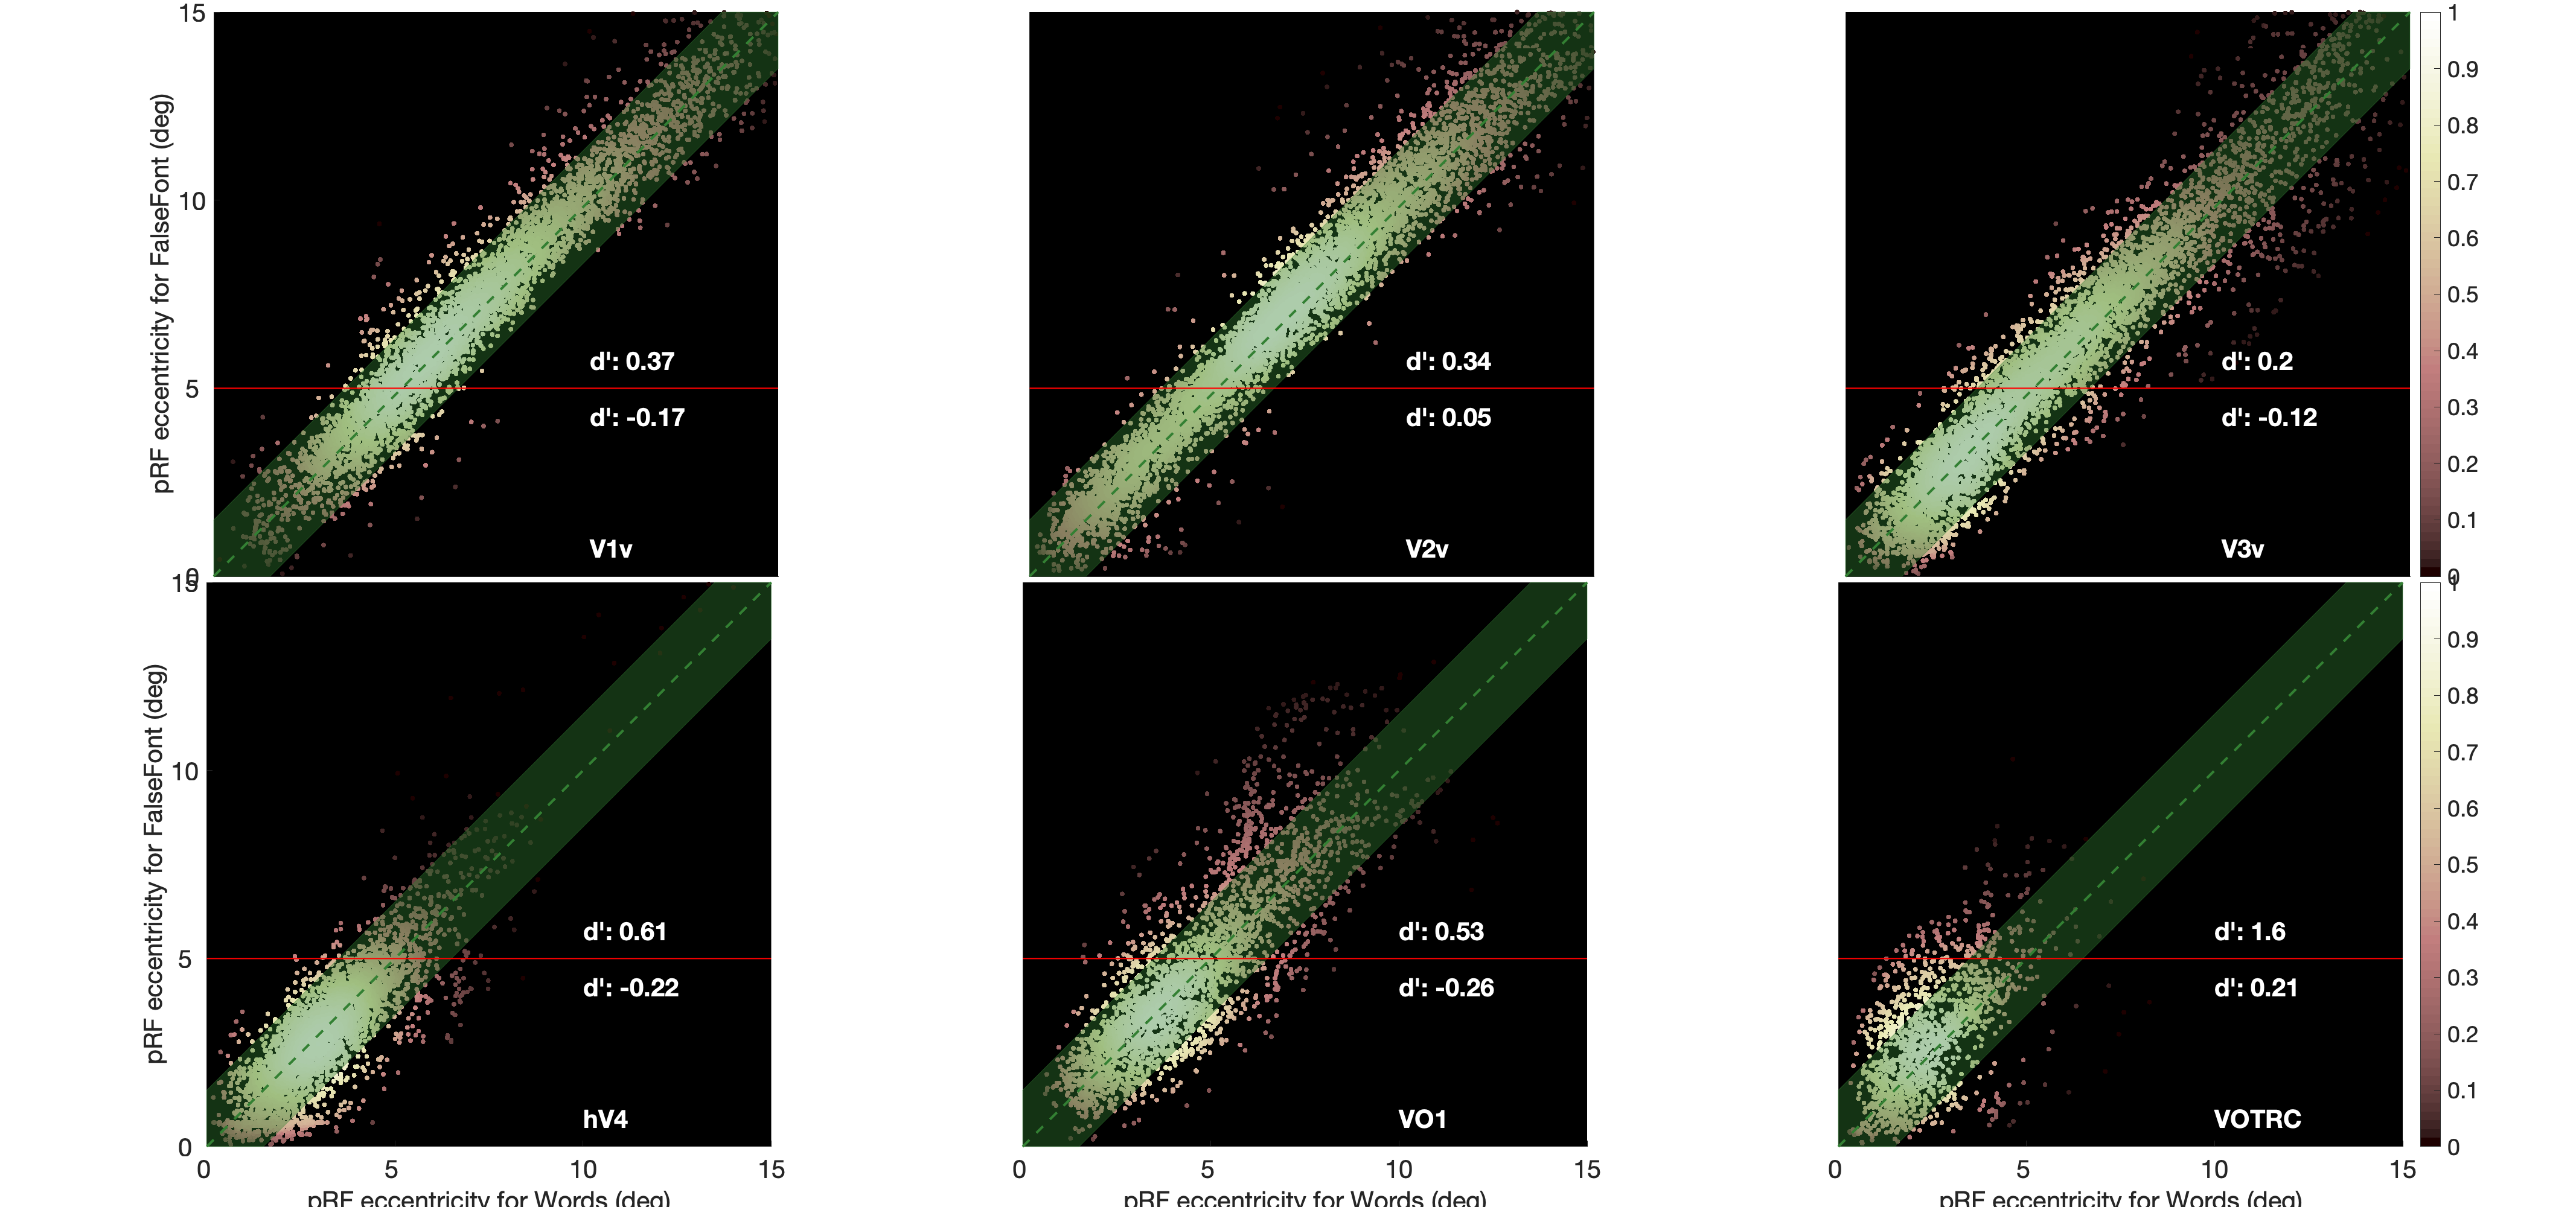 15
10
5
0
pRF eccentricity for FalseFont (deg)
d': 0.37
d': -0.17
V1v
d': 0.34
d': 0.05
V2v
d': 0.2
d': -0.12
V3v
1
0.9
0.8
0.7
0.6
0.5
0.4
0.3
0.2
0.1
0
15
10
5
0
pRF eccentricity for FalseFont (deg)
d': 0.61
d': -0.22
hV4
0 5 10 15
pRF eccentricity for Words (deg)
d': 0.53
d': -0.26
VO1
0 5 10 15
pRF eccentricity for Words (deg)
d': 1.6
d': 0.21
VOTRC
0 5 10 15
pRF eccentricity for Words (deg)
1
0.9
0.8
0.7
0.6
0.5
0.4
0.3
0.2
0.1
0